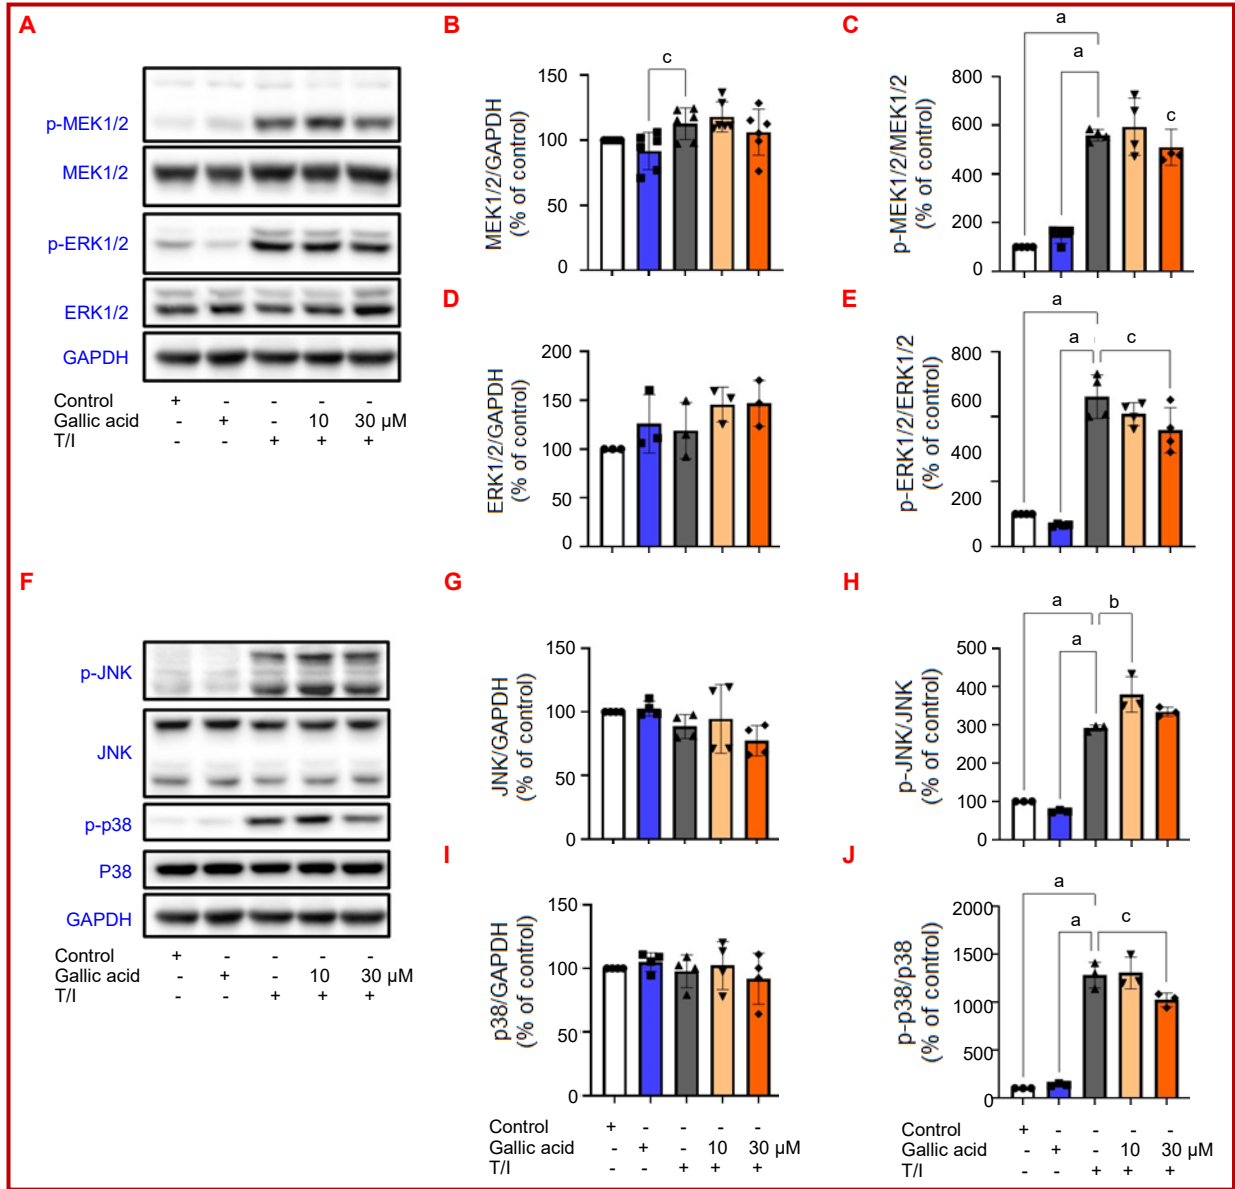 A
p-MEK1/2
MEK1/2
p-ERK1/2
ERK1/2
GAPDH
Control + - - - -
Gallic acid - + - 10 30 μM
T/I - - + + +
B
MEK1/2/GAPDH
(% of control)
150
100
50
0
c
C
p-MEK1/2/MEK1/2
(% of control)
800
600
400
200
0
a
a
c
D
ERK1/2/GAPDH
(% of control)
200
150
100
50
0
E
p-ERK1/2/ERK1/2
(% of control)
800
600
400
200
0
a
a
c
F
p-JNK
JNK
p-p38
P38
GAPDH
Control + - - - -
Gallic acid - + - 10 30 μM
T/I - - + + +
G
JNK/GAPDH
(% of control)
150
100
50
0
H
p-JNK/JNK
(% of control)
500
400
300
200
100
0
a
b
a
I
p38/GAPDH
(% of control)
150
100
50
0
Control + - - - -
Gallic acid - + - 10 30 μM
T/I - - + + +
J
p-p38/p38
(% of control)
2000
1500
1000
500
0
a
a
c
Control + - - - -
Gallic acid - + - 10 30 μM
T/I - - + + +